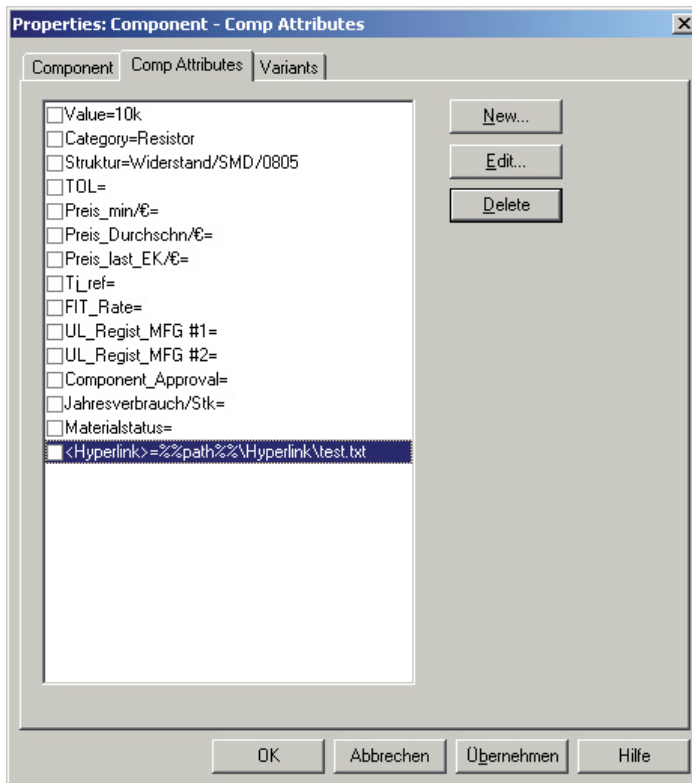 Properties: Component - Comp Attributes
Component Comp Attributes Variants
Value=10k
Category=Resistor
Struktur=Widerstand/SMD/0805
TOL=
Preis_min/€=
Preis_Durchschn/€=
Preis_last_EK/€=
Tj_ref=
FIT_Rate=
UL_Regist_MFG #1=
UL_Regist_MFG #2=
Component_Approval=
Jahresverbrauch/Stk=
Materialstatus=
<Hyperlink>=%%path%%\Hyperlink\test.txt
New...
Edit...
Delete
OK Abbrechen Übernehmen Hilfe